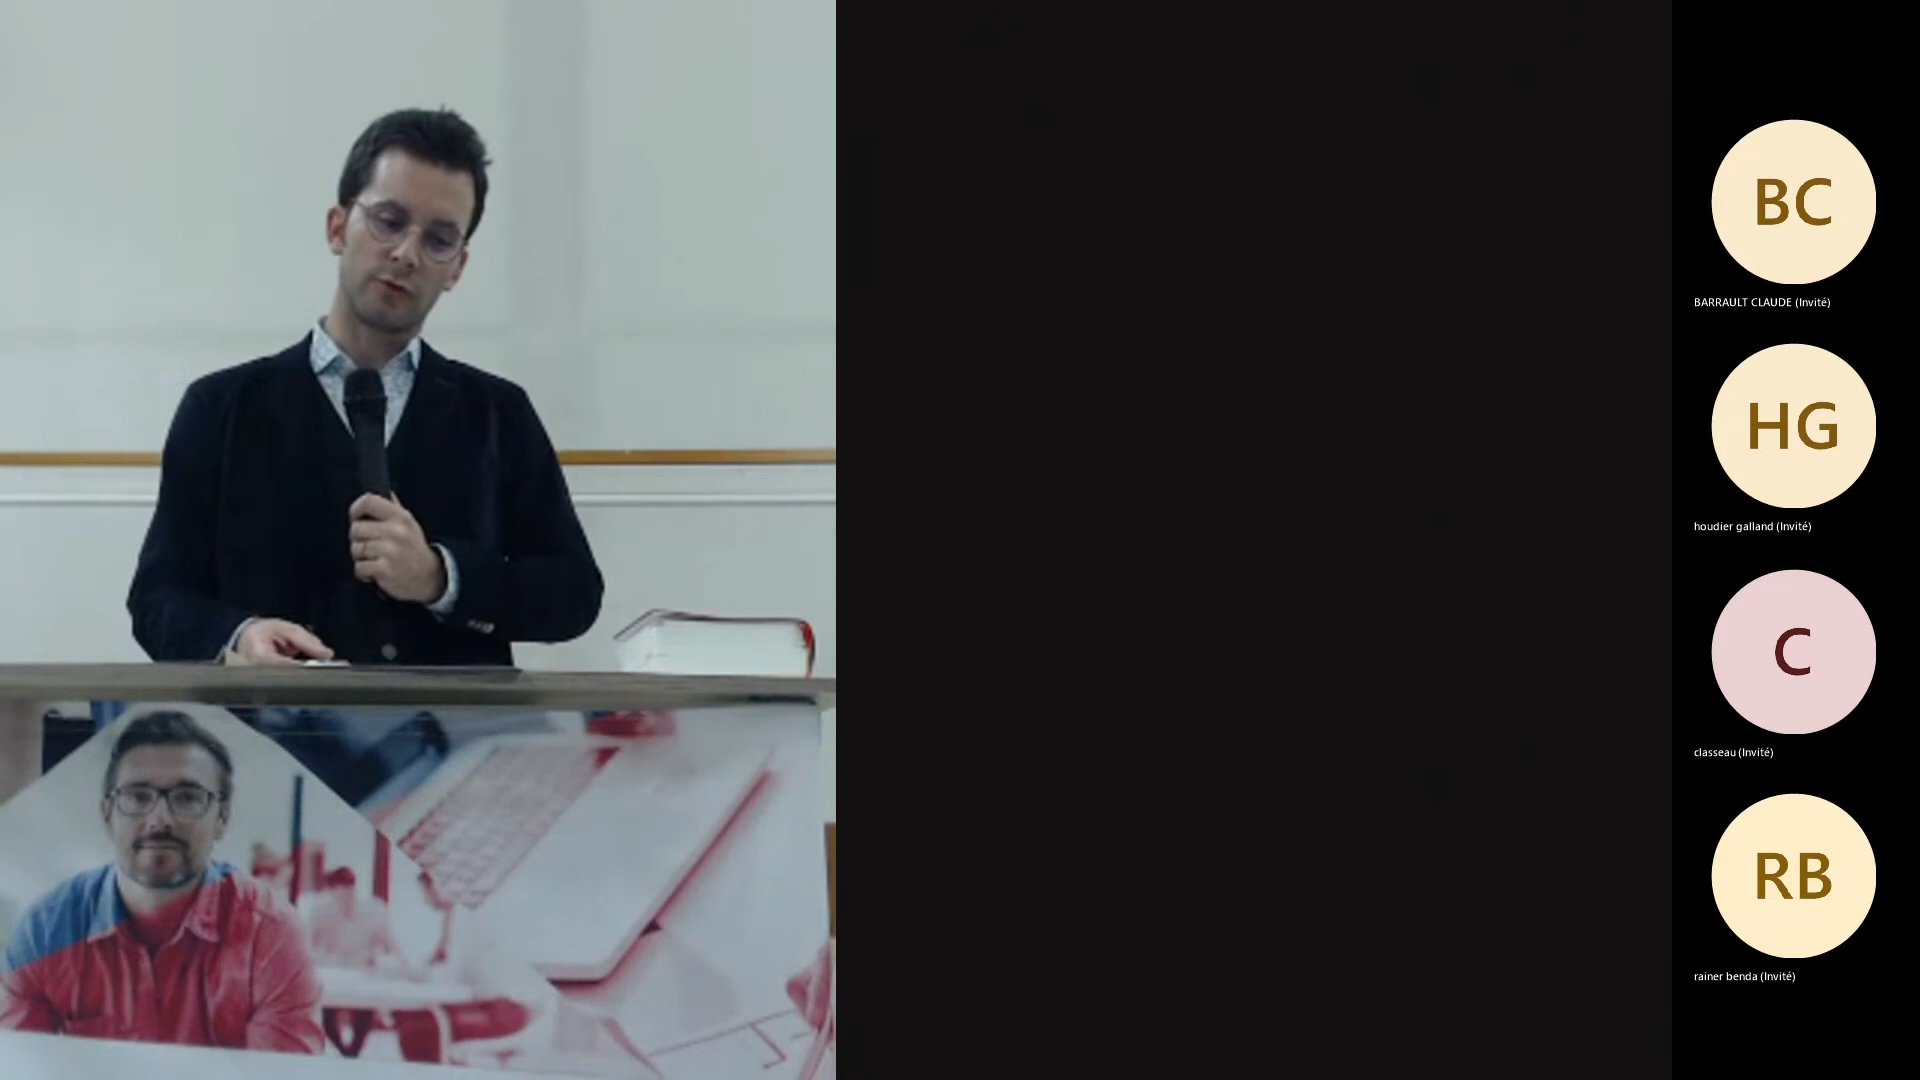 BC
BARRAULT CLAUDE (Invité)
HG
houdier galland (Invité)
C
classeau (Invité)
RB
rainer benda (Invité)